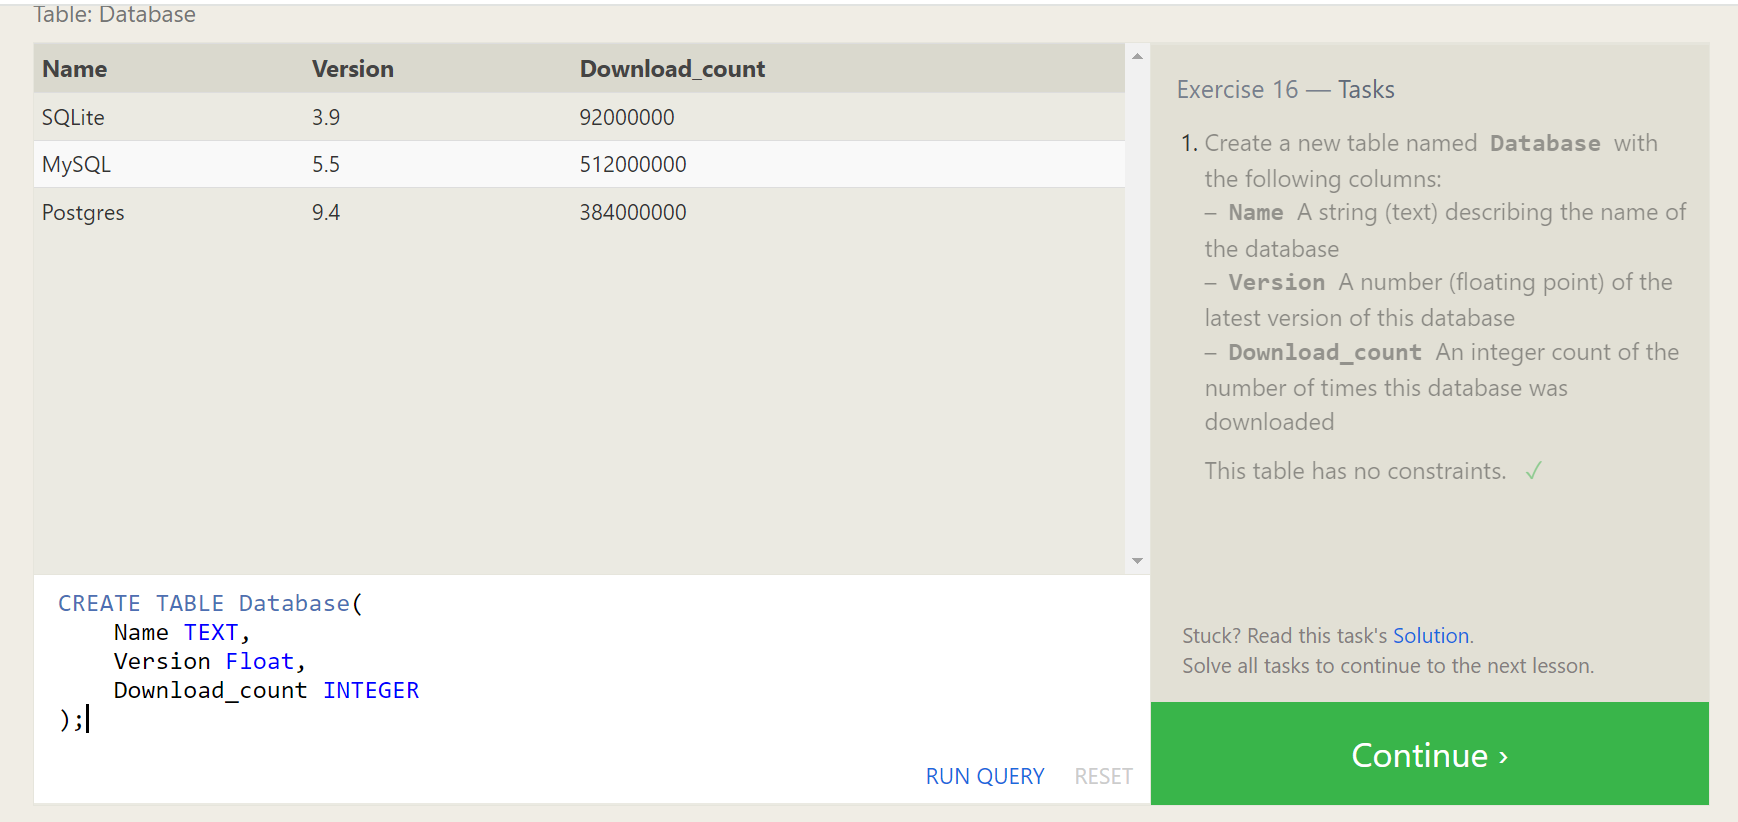 Table: Database
Name Version Download_count
SQLite 3.9 92000000
MySQL 5.5 512000000
Postgres 9.4 384000000
CREATE TABLE Database(
    Name TEXT,
    Version Float,
    Download_count INTEGER
);
RUN QUERY RESET
Exercise 16 — Tasks
1. Create a new table named Database with
the following columns:
– Name A string (text) describing the name of
the database
– Version A number (floating point) of the
latest version of this database
– Download_count An integer count of the
number of times this database was
downloaded
This table has no constraints. ✓
Stuck? Read this task's Solution.
Solve all tasks to continue to the next lesson.
Continue ›